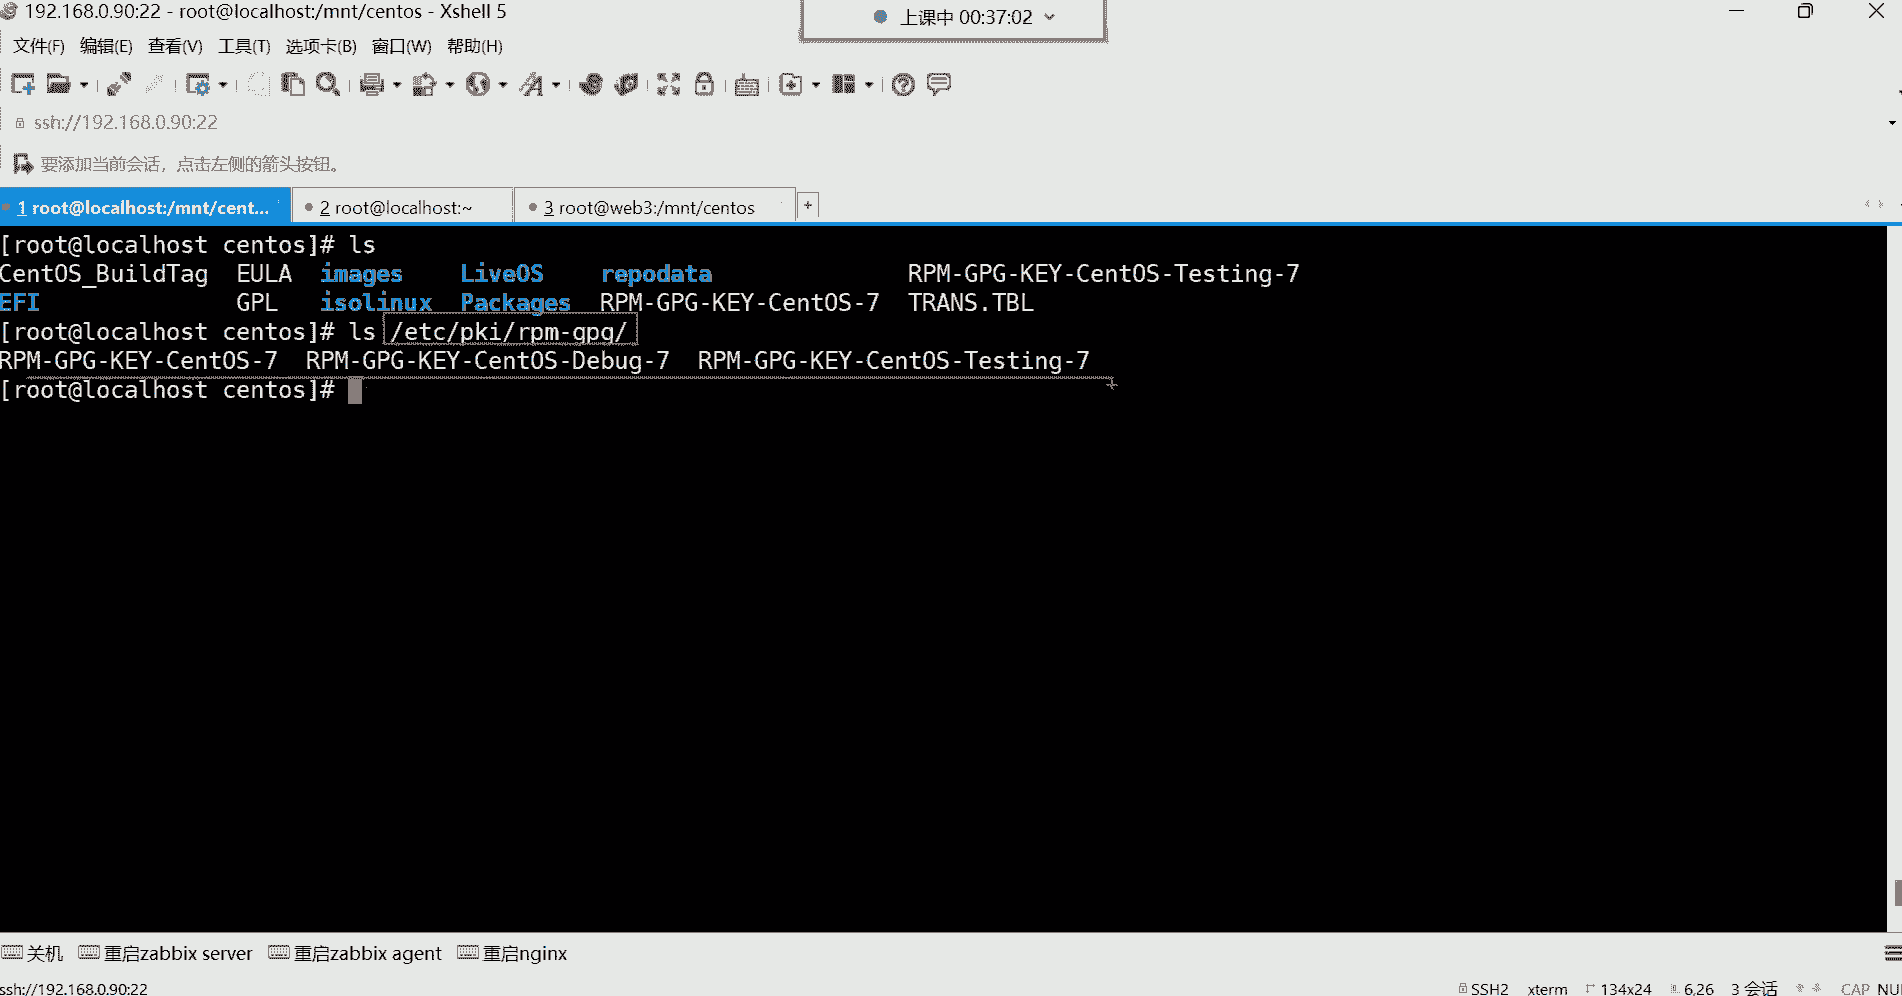 192.168.0.90:22 - root@localhost:/mnt/centos - Xshell 5
上课中 00:37:02
文件(F) 编辑(E) 查看(V) 工具(T) 选项卡(B) 窗口(W) 帮助(H)
ssh://192.168.0.90:22
要添加当前会话，点击左侧的箭头按钮。
1 root@localhost:/mnt/cent... 2 root@localhost:~ 3 root@web3:/mnt/centos +
[root@localhost centos]# ls
CentOS_BuildTag EULA images LiveOS repodata RPM-GPG-KEY-CentOS-Testing-7
EFI GPL isolinux Packages RPM-GPG-KEY-CentOS-7 TRANS.TBL
[root@localhost centos]# ls /etc/pki/rpm-gpg/
RPM-GPG-KEY-CentOS-7 RPM-GPG-KEY-CentOS-Debug-7 RPM-GPG-KEY-CentOS-Testing-7
[root@localhost centos]#
关机 重启zabbix server 重启zabbix agent 重启nginx
ssh://192.168.0.90:22 SSH2 xterm 134x24 6,26 3 会话 CAP NU